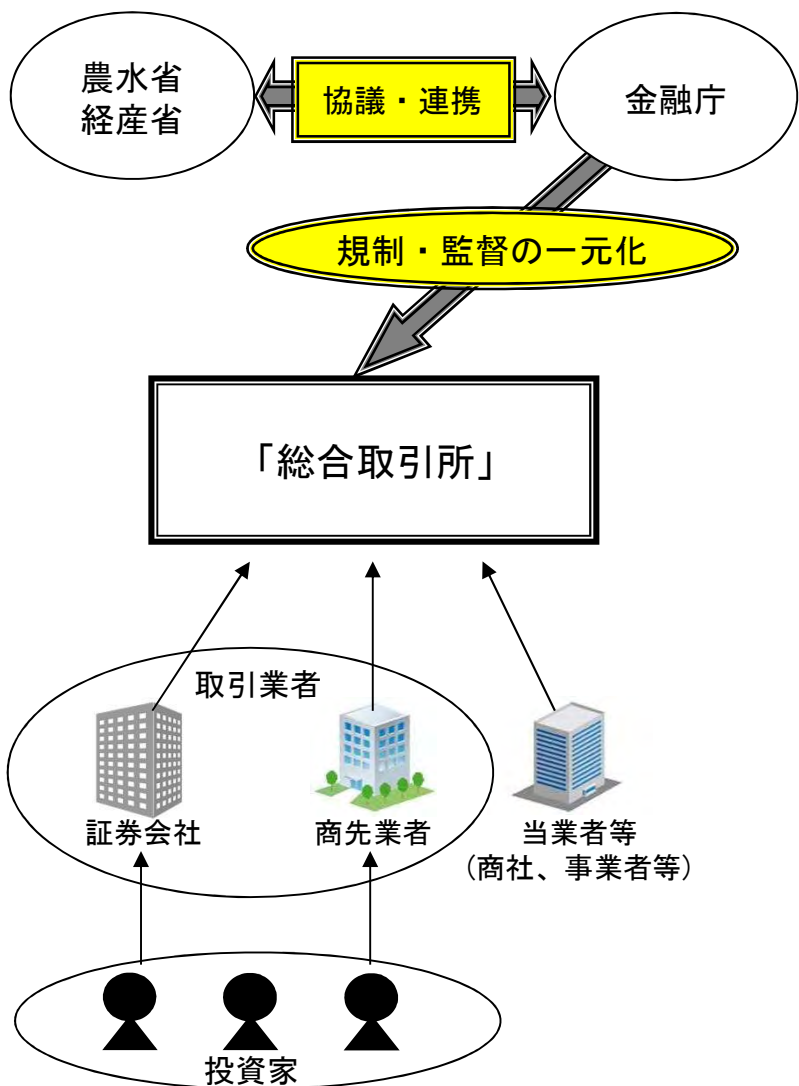 農水省
経産省
協議・連携
金融庁
規制・監督の一元化
「総合取引所」
取引業者
証券会社
商先業者
当業者等
（商社、事業者等）
投資家